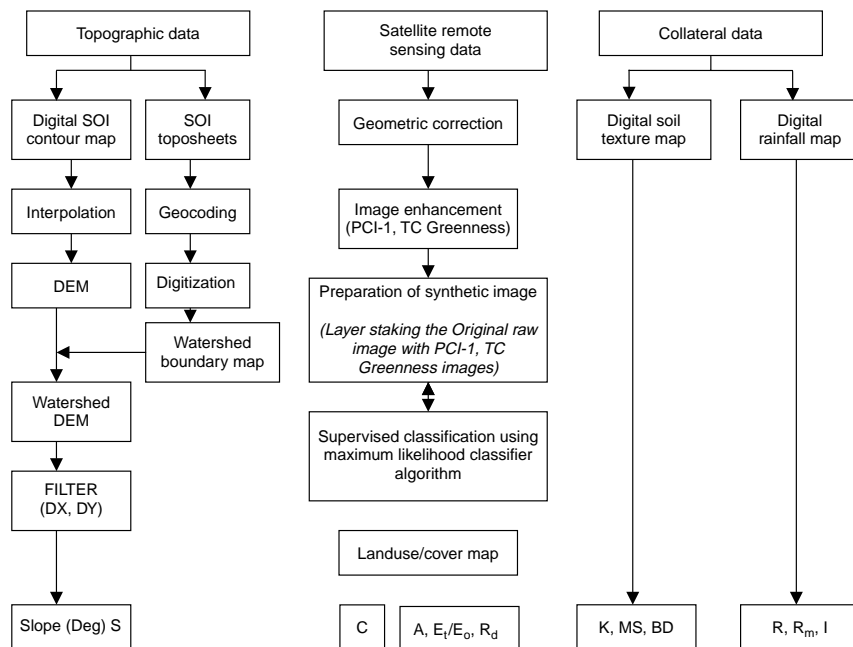 Topographic data
Satellite remote
sensing data
Collateral data
Digital SOI
contour map
SOI
toposheets
Geometric correction
Digital soil
texture map
Digital
rainfall map
Interpolation
Geocoding
Image enhancement
(PCI-1, TC Greenness)
DEM
Digitization
Preparation of synthetic image
(Layer staking the Original raw
image with PCI-1, TC
Greenness images)
Watershed
boundary map
Watershed
DEM
Supervised classification using
maximum likelihood classifier
algorithm
FILTER
(DX, DY)
Landuse/cover map
Slope (Deg) S
C
A, Et/Eo, Rd
K, MS, BD
R, Rm, I